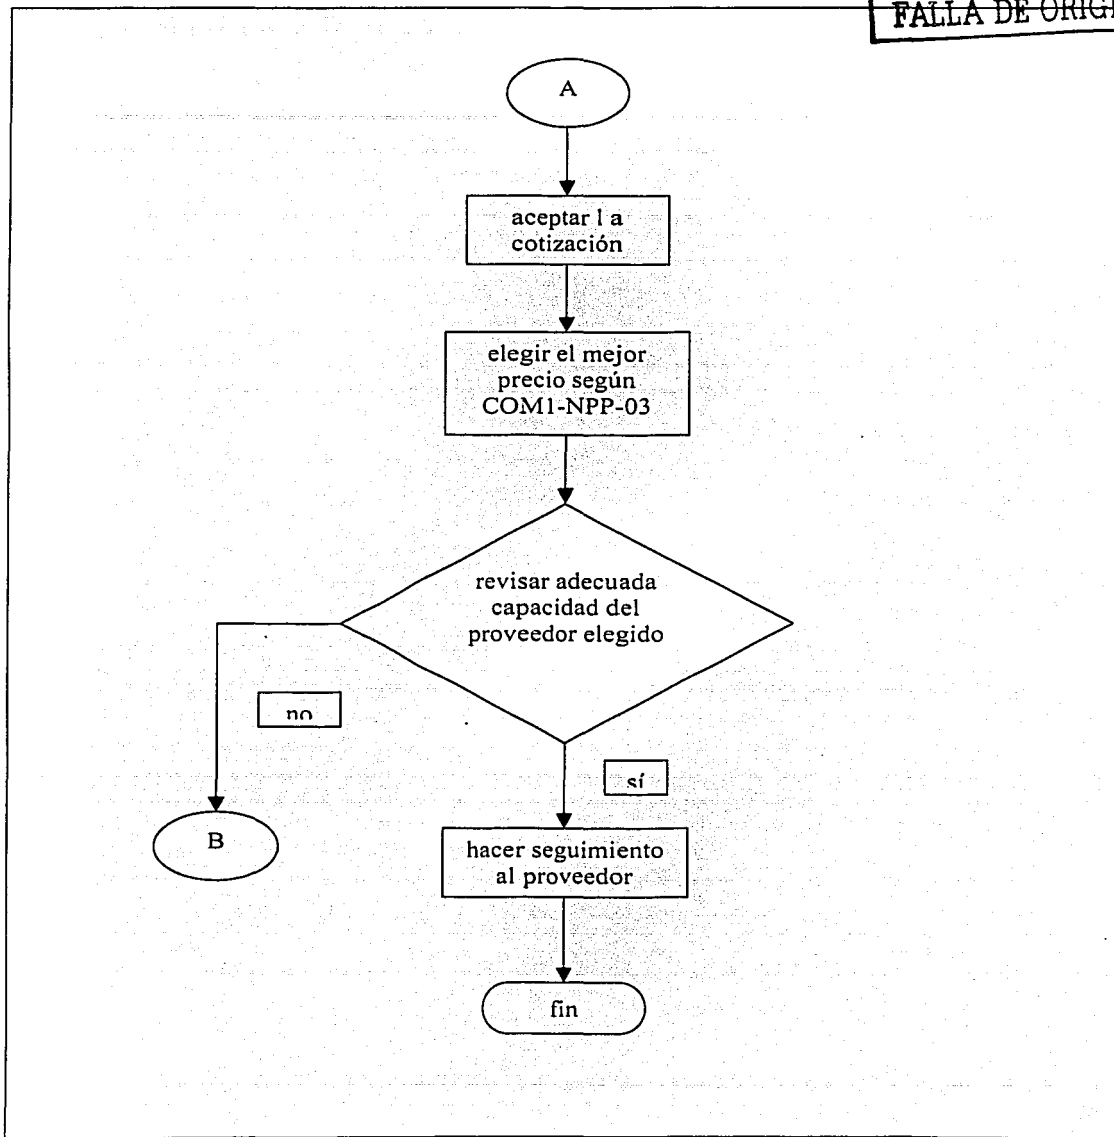 FALLA DE ORIG
A
aceptar l a
cotización
elegir el mejor
precio según
COM1-NPP-03
revisar adecuada
capacidad del
proveedor elegido
no
sí
B
hacer seguimiento
al proveedor
fin